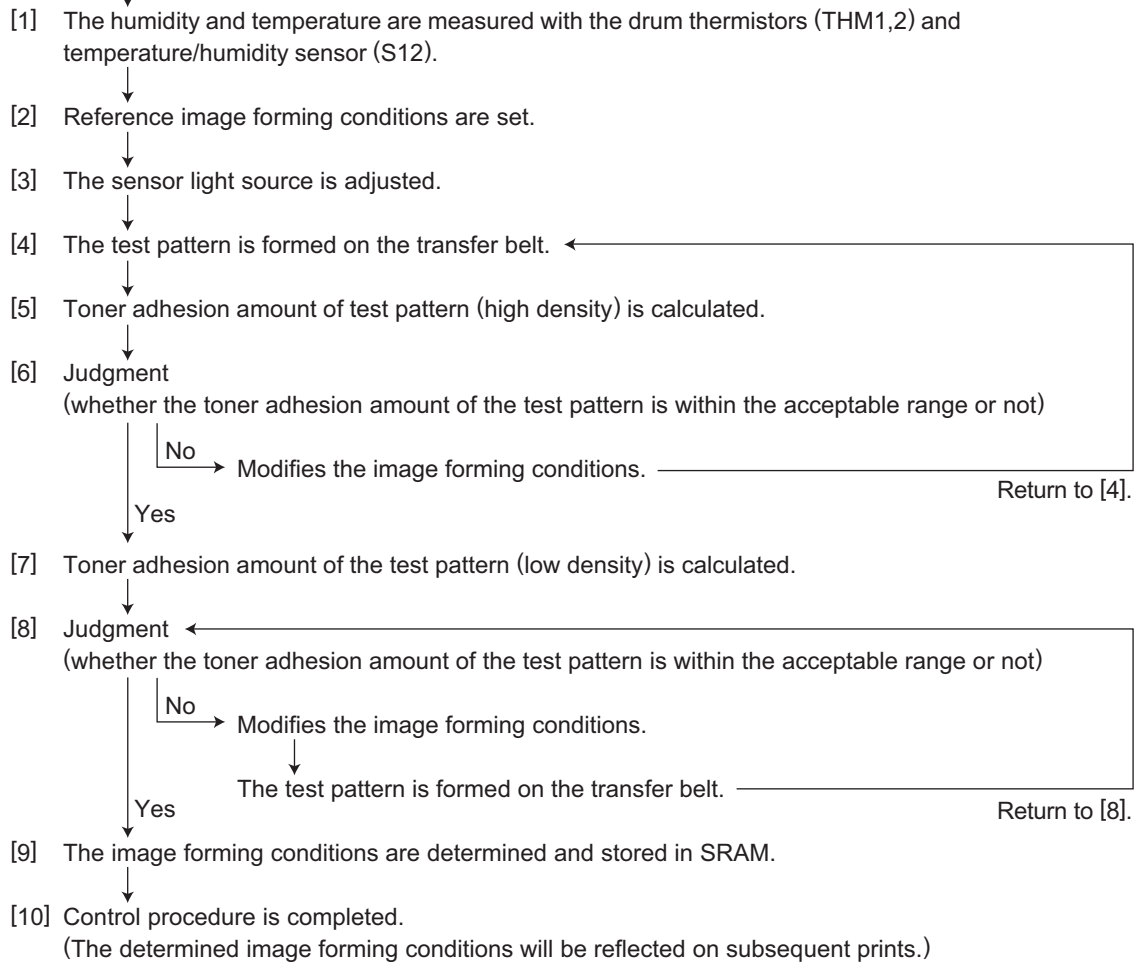 [1] The humidity and temperature are measured with the drum thermistors (THM1,2) and
temperature/humidity sensor (S12).
[2] Reference image forming conditions are set.
[3] The sensor light source is adjusted.
[4] The test pattern is formed on the transfer belt.
[5] Toner adhesion amount of test pattern (high density) is calculated.
[6] Judgment
(whether the toner adhesion amount of the test pattern is within the acceptable range or not)
No
Modifies the image forming conditions.
Return to [4].
Yes
[7] Toner adhesion amount of the test pattern (low density) is calculated.
[8] Judgment
(whether the toner adhesion amount of the test pattern is within the acceptable range or not)
No
Modifies the image forming conditions.
The test pattern is formed on the transfer belt.
Yes
Return to [8].
[9] The image forming conditions are determined and stored in SRAM.
[10] Control procedure is completed.
(The determined image forming conditions will be reflected on subsequent prints.)